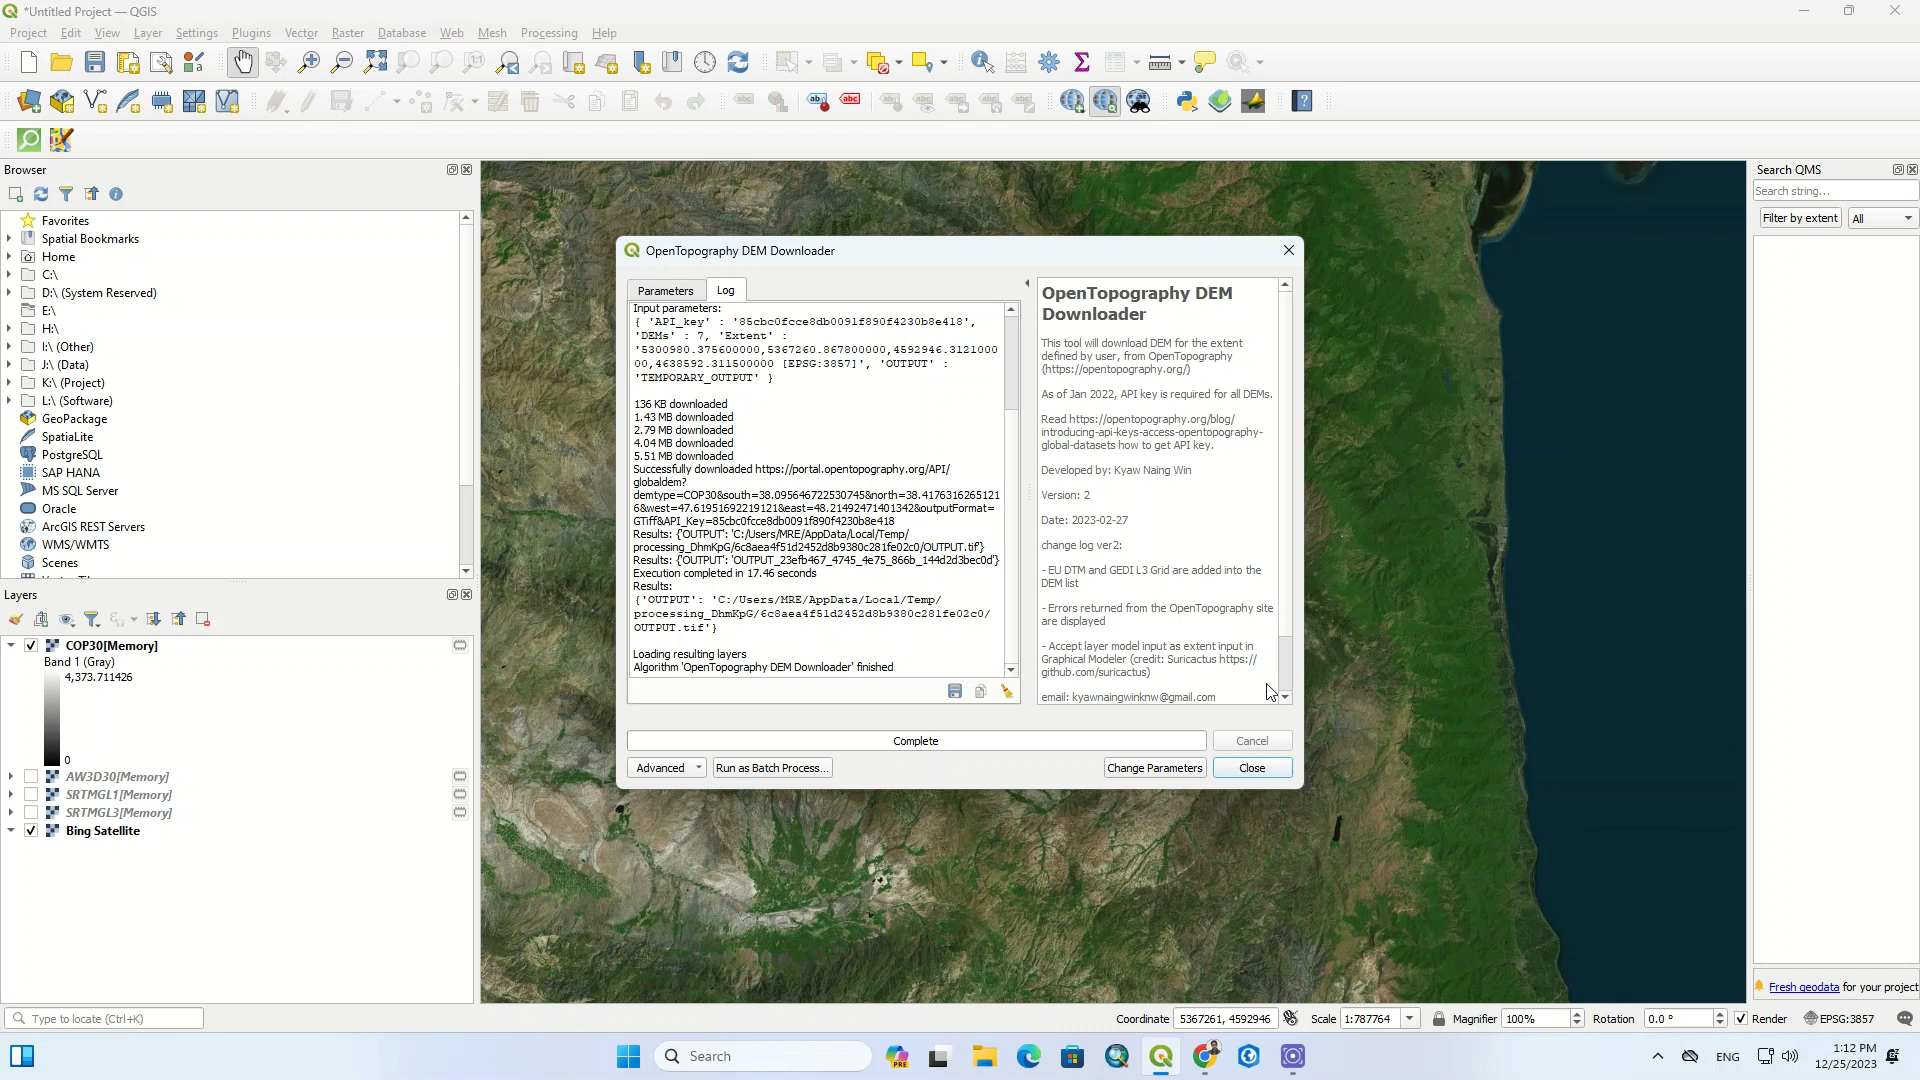 *Untitled Project — QGIS
Project Edit View Layer Settings Plugins Vector Raster Database Web Mesh Processing Help
Browser
Favorites
Spatial Bookmarks
Home
C:\
D:\ (System Reserved)
E:\
H:\
I:\ (Other)
J:\ (Data)
K:\ (Project)
L:\ (Software)
GeoPackage
SpatiaLite
PostgreSQL
SAP HANA
MS SQL Server
Oracle
ArcGIS REST Servers
WMS/WMTS
Scenes
Layers
COP30[Memory]
Band 1 (Gray)
4,373.711426
0
AW3D30[Memory]
SRTMGL1[Memory]
SRTMGL3[Memory]
Bing Satellite
OpenTopography DEM Downloader
Parameters Log
Input parameters:
{ 'API_key' : '85cbc0fcce8db0091f890f4230b8e418',
'DEMs' : 7, 'Extent' :
'5300980.375600000,5367260.867800000,4592946.3121000
00,4638592.311500000 [EPSG:3857]', 'OUTPUT' :
'TEMPORARY_OUTPUT' }
136 KB downloaded
1.43 MB downloaded
2.79 MB downloaded
4.04 MB downloaded
5.51 MB downloaded
Successfully downloaded https://portal.opentopography.org/API/
globaldem?
demtype=COP30&south=38.095646722530745&north=38.4176316265121
6&west=47.61951692219121&east=48.21492471401342&outputFormat=
GTiff&API_Key=85cbc0fcce8db0091f890f4230b8e418
Results: {'OUTPUT': 'C:/Users/MRE/AppData/Local/Temp/
processing_DhmKpG/6c8aea4f51d2452d8b9380c281fe02c0/OUTPUT.tif'}
Results: {'OUTPUT': 'OUTPUT_23efb467_4745_4e75_866b_144d2d3bec0d'}
Execution completed in 17.46 seconds
Results:
{'OUTPUT': 'C:/Users/MRE/AppData/Local/Temp/
processing_DhmKpG/6c8aea4f51d2452d8b9380c281fe02c0/
OUTPUT.tif'}
Loading resulting layers
Algorithm 'OpenTopography DEM Downloader' finished
OpenTopography DEM
Downloader
This tool will download DEM for the extent
defined by user, from OpenTopography
(https://opentopography.org/)
As of Jan 2022, API key is required for all DEMs.
Read https://opentopography.org/blog/
introducing-api-keys-access-opentopography-
global-datasets how to get API key.
Developed by: Kyaw Naing Win
Version: 2
Date: 2023-02-27
change log ver2:
- EU DTM and GEDI L3 Grid are added into the
DEM list
- Errors returned from the OpenTopography site
are displayed
- Accept layer model input as extent input in
Graphical Modeler (credit: Suricactus https://
github.com/suricactus)
email: kyawnaingwinknw@gmail.com
Complete Cancel
Advanced Run as Batch Process... Change Parameters Close
Search QMS
Search string...
Filter by extent All
Fresh geodata for your project
Type to locate (Ctrl+K) Coordinate 5367261, 4592946 Scale 1:787764 Magnifier 100% Rotation 0.0 ° Render EPSG:3857
Search
PRE
ENG
1:12 PM
12/25/2023